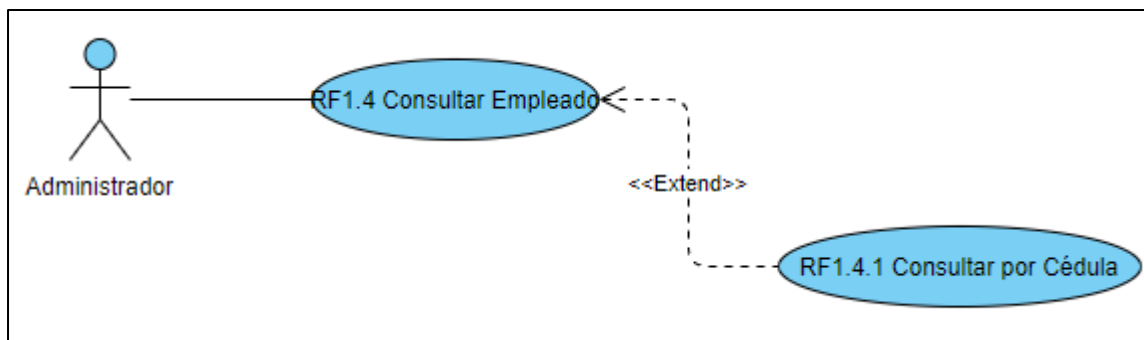 RF1.4 Consultar Empleado
Administrador
<<Extend>>
RF1.4.1 Consultar por Cédula